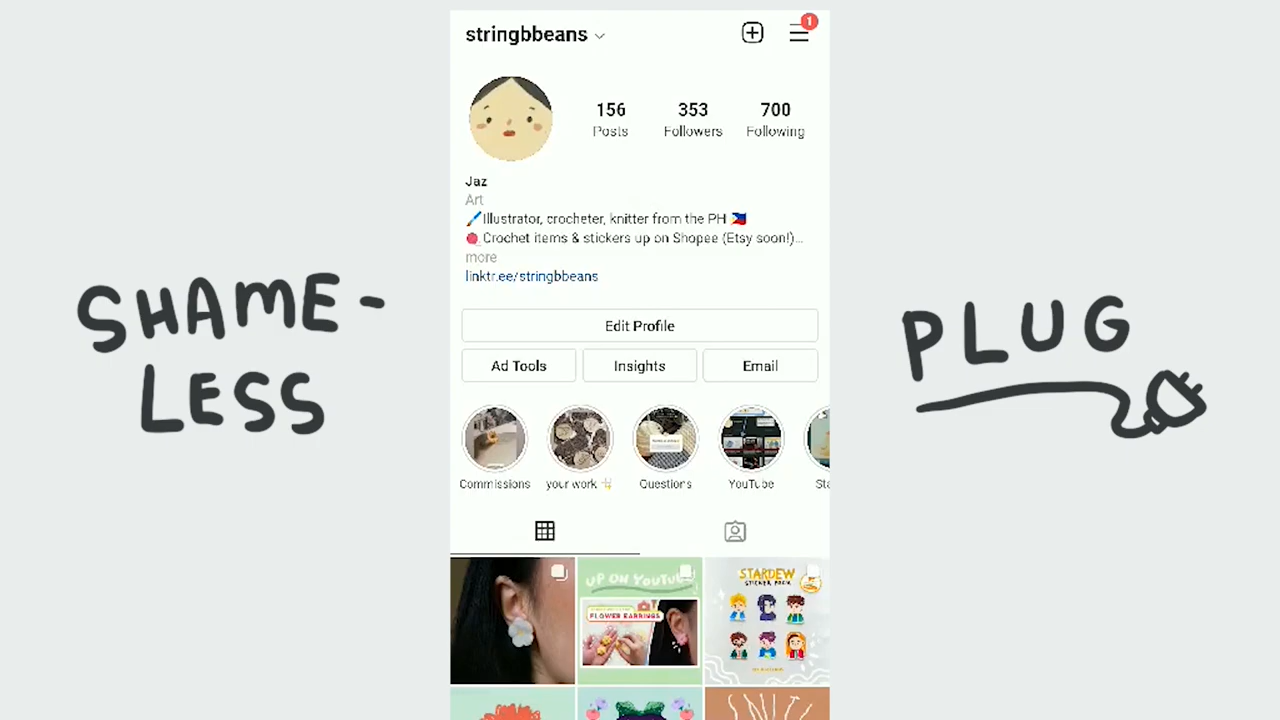 stringbbeans
1
156
Posts
353
Followers
700
Following
Jaz
Art
Illustrator, crocheter, knitter from the PH
Crochet items & stickers up on Shopee (Etsy soon!)...
more
linktr.ee/stringbbeans
Edit Profile
Ad Tools
Insights
Email
Commissions
your work
Questions
YouTube
SHAME-
LESS
PLUG
UP ON YOUTUBE
FLOWER EARRINGS
STARDEW
STICKER PACK